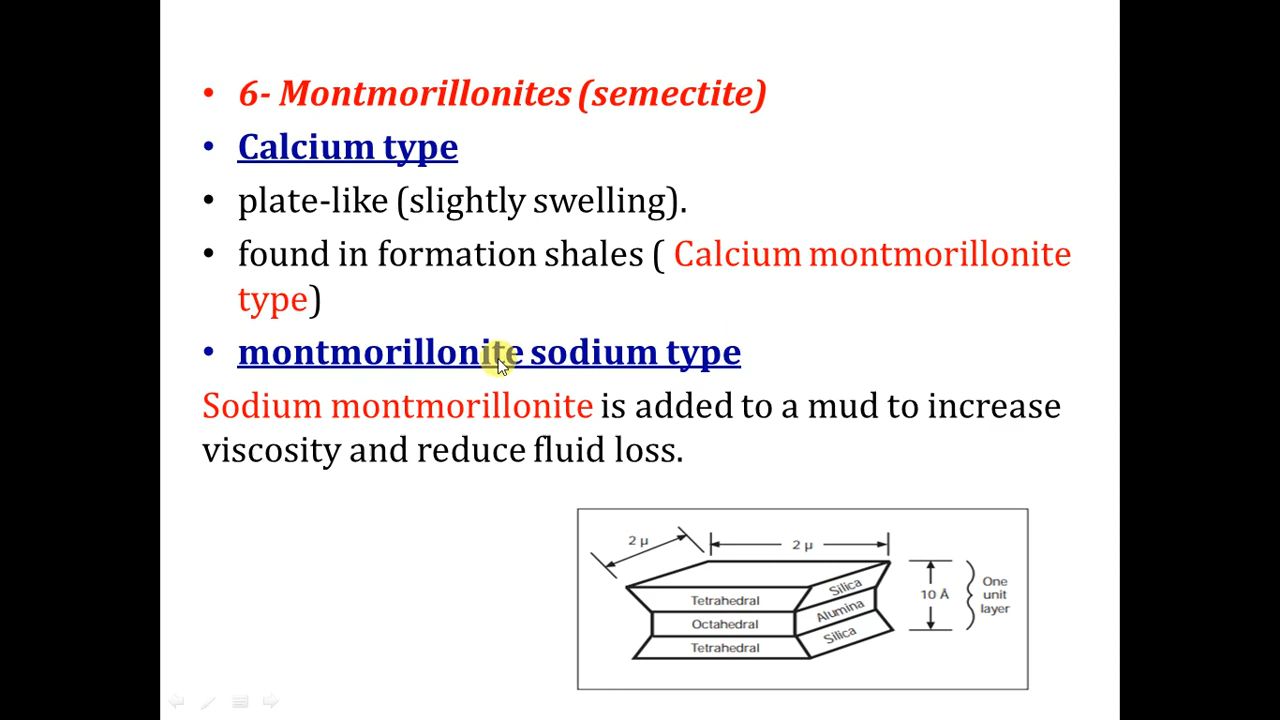 • 6- Montmorillonites (semectite)
• Calcium type
• plate-like (slightly swelling).
• found in formation shales ( Calcium montmorillonite
type)
• montmorillonite sodium type
Sodium montmorillonite is added to a mud to increase
viscosity and reduce fluid loss.
2 μ
2 μ
Tetrahedral
Silica
Octahedral
Alumina
Tetrahedral
Silica
10 Å
One
unit
layer